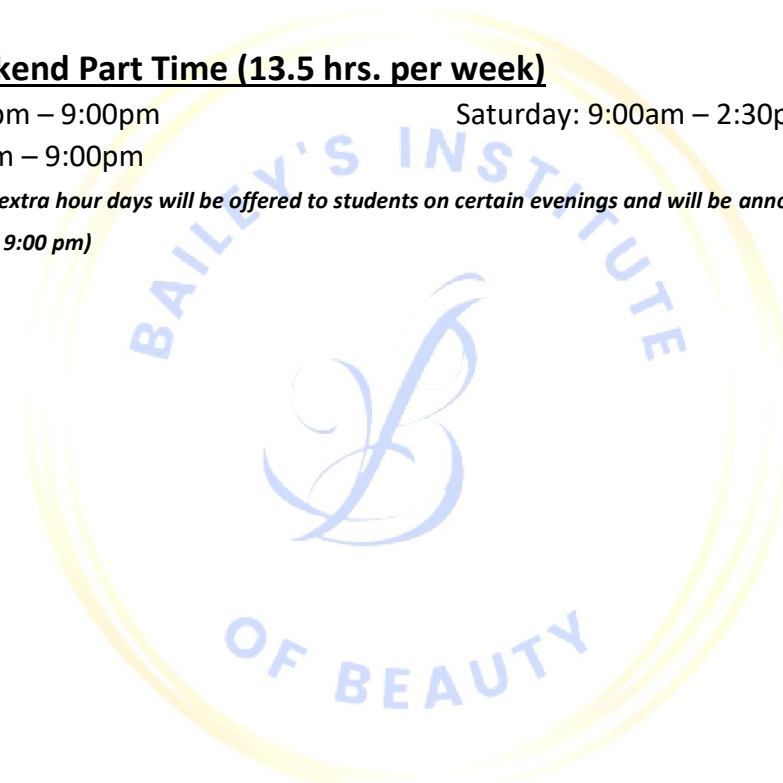 kend Part Time (13.5 hrs. per week)
pm – 9:00pm Saturday: 9:00am – 2:30p
m – 9:00pm
extra hour days will be offered to students on certain evenings and will be anno
9:00 pm)
BAILEY'S INSTITUTE
OF BEAUTY